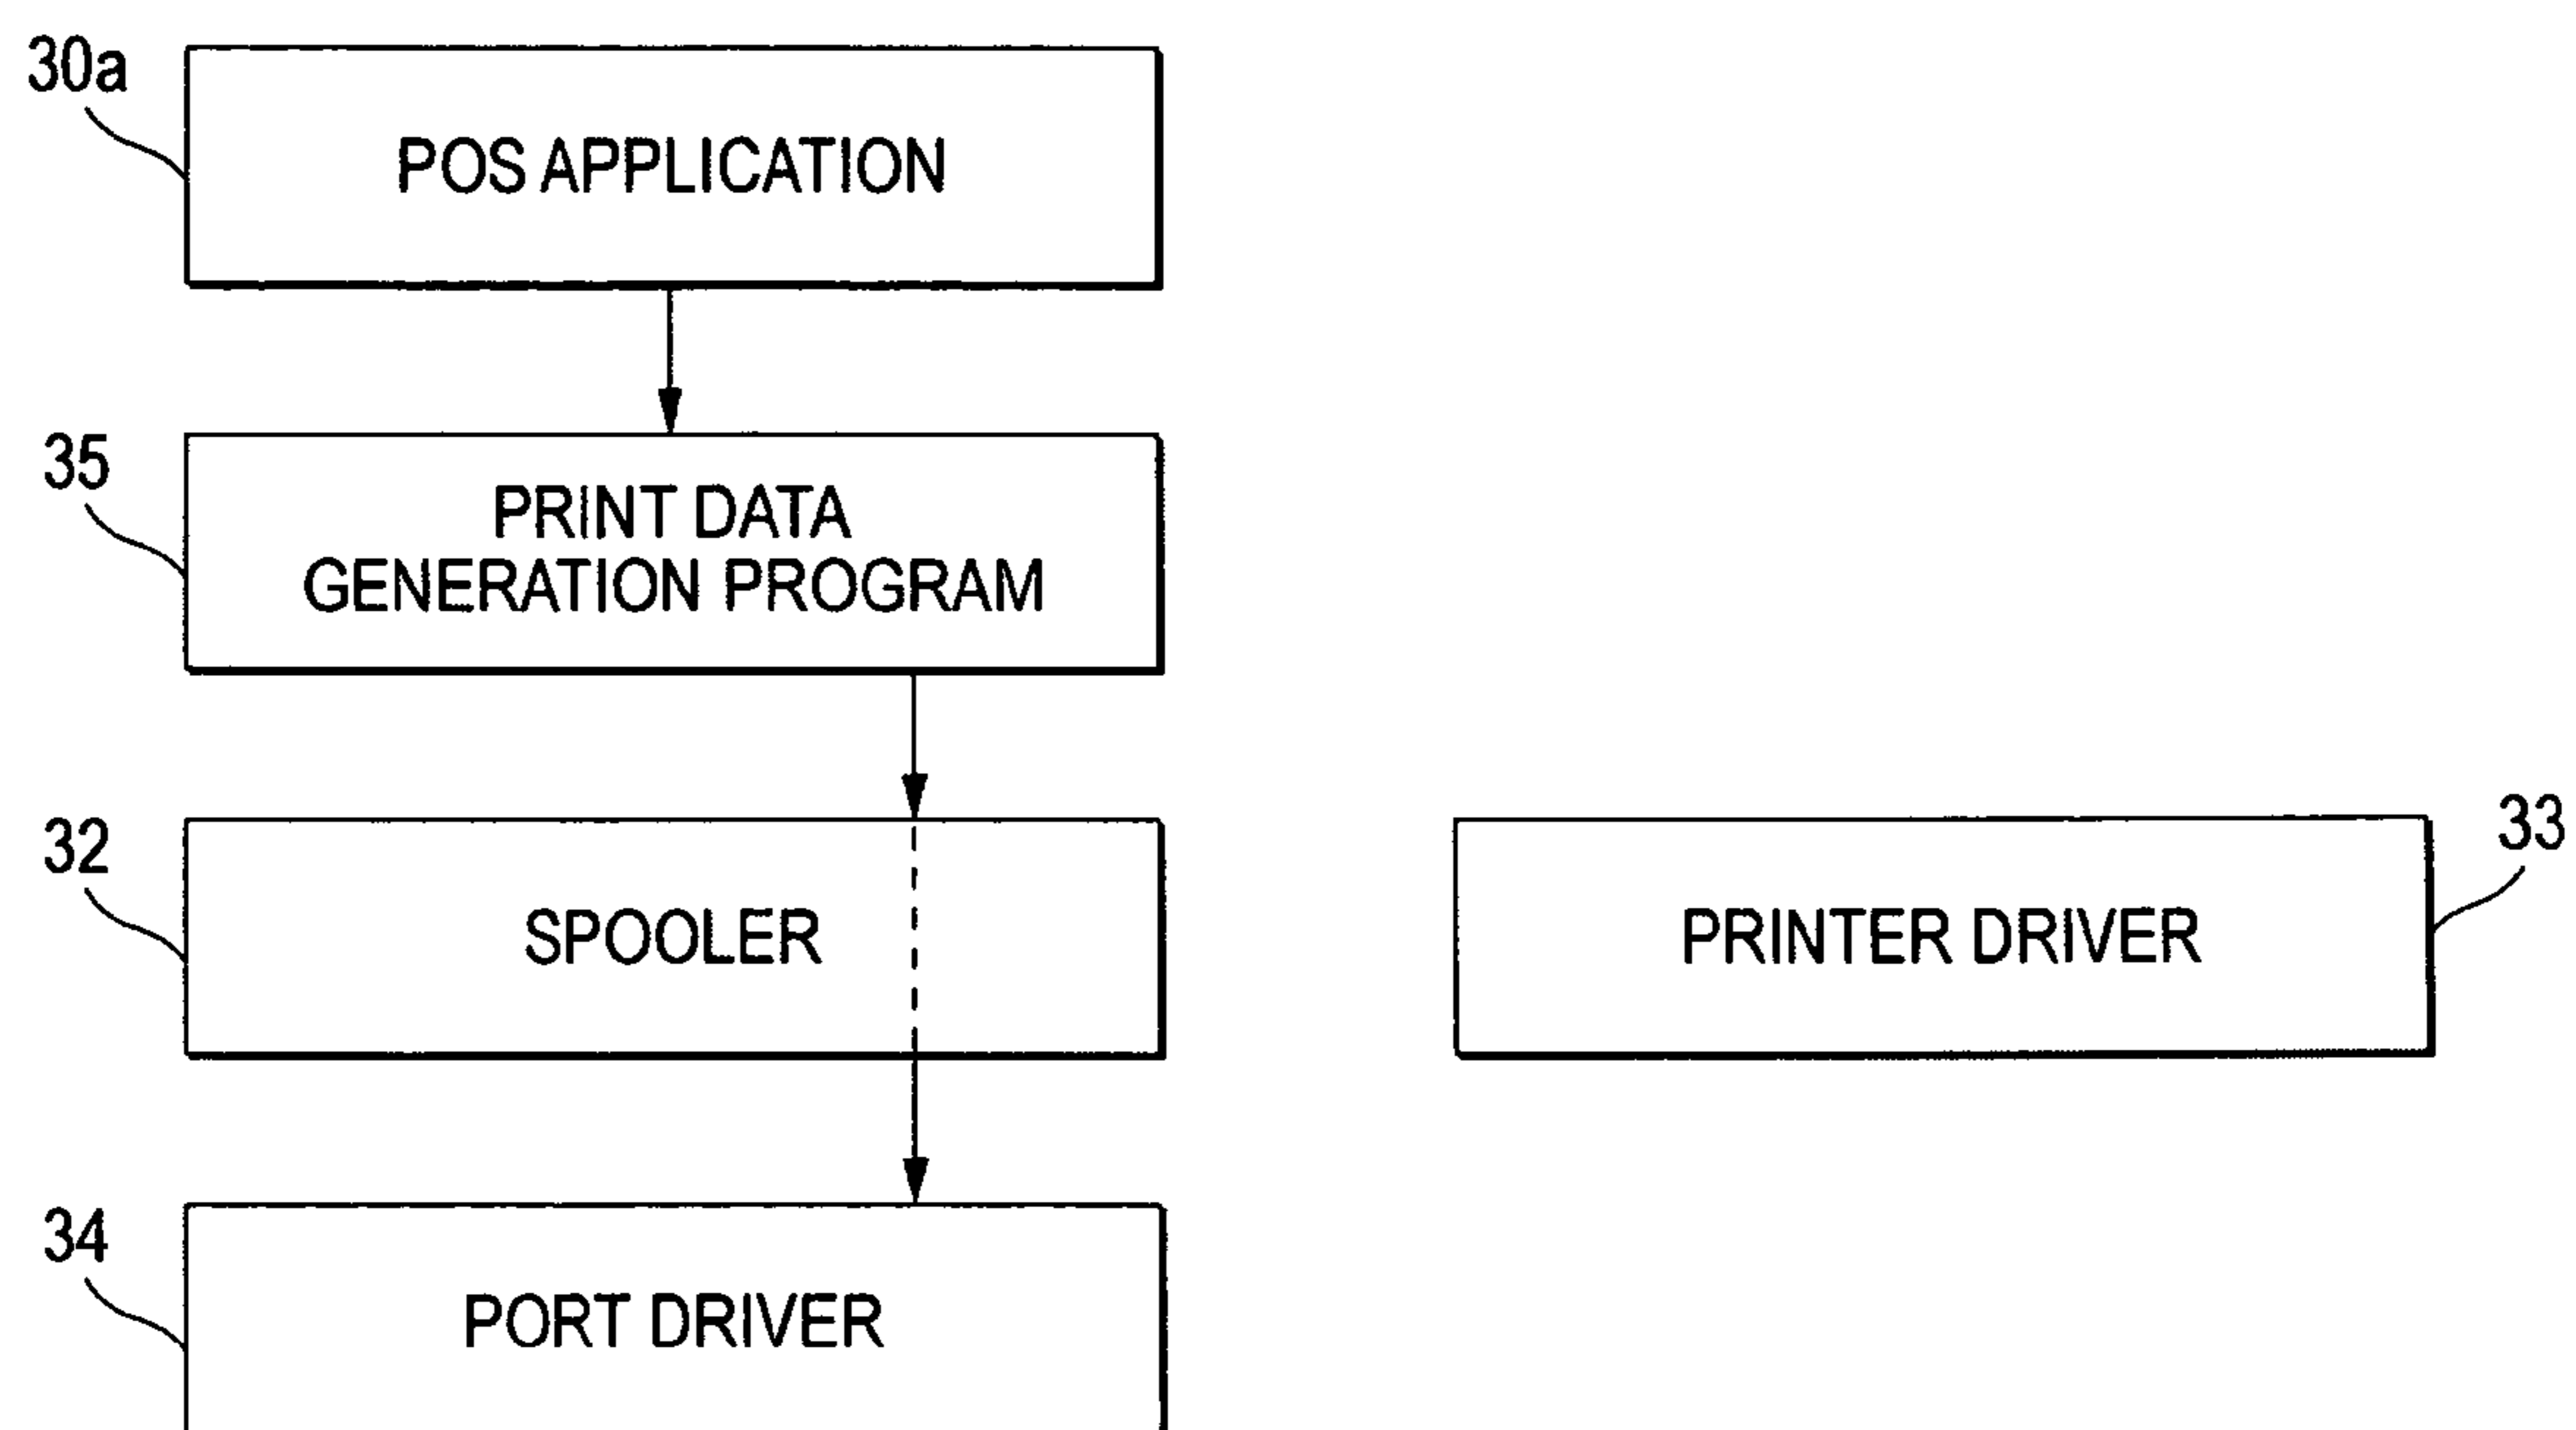 30a
POS APPLICATION
35
PRINT DATA
GENERATION PROGRAM
32
SPOOLER
PRINTER DRIVER
33
34
PORT DRIVER